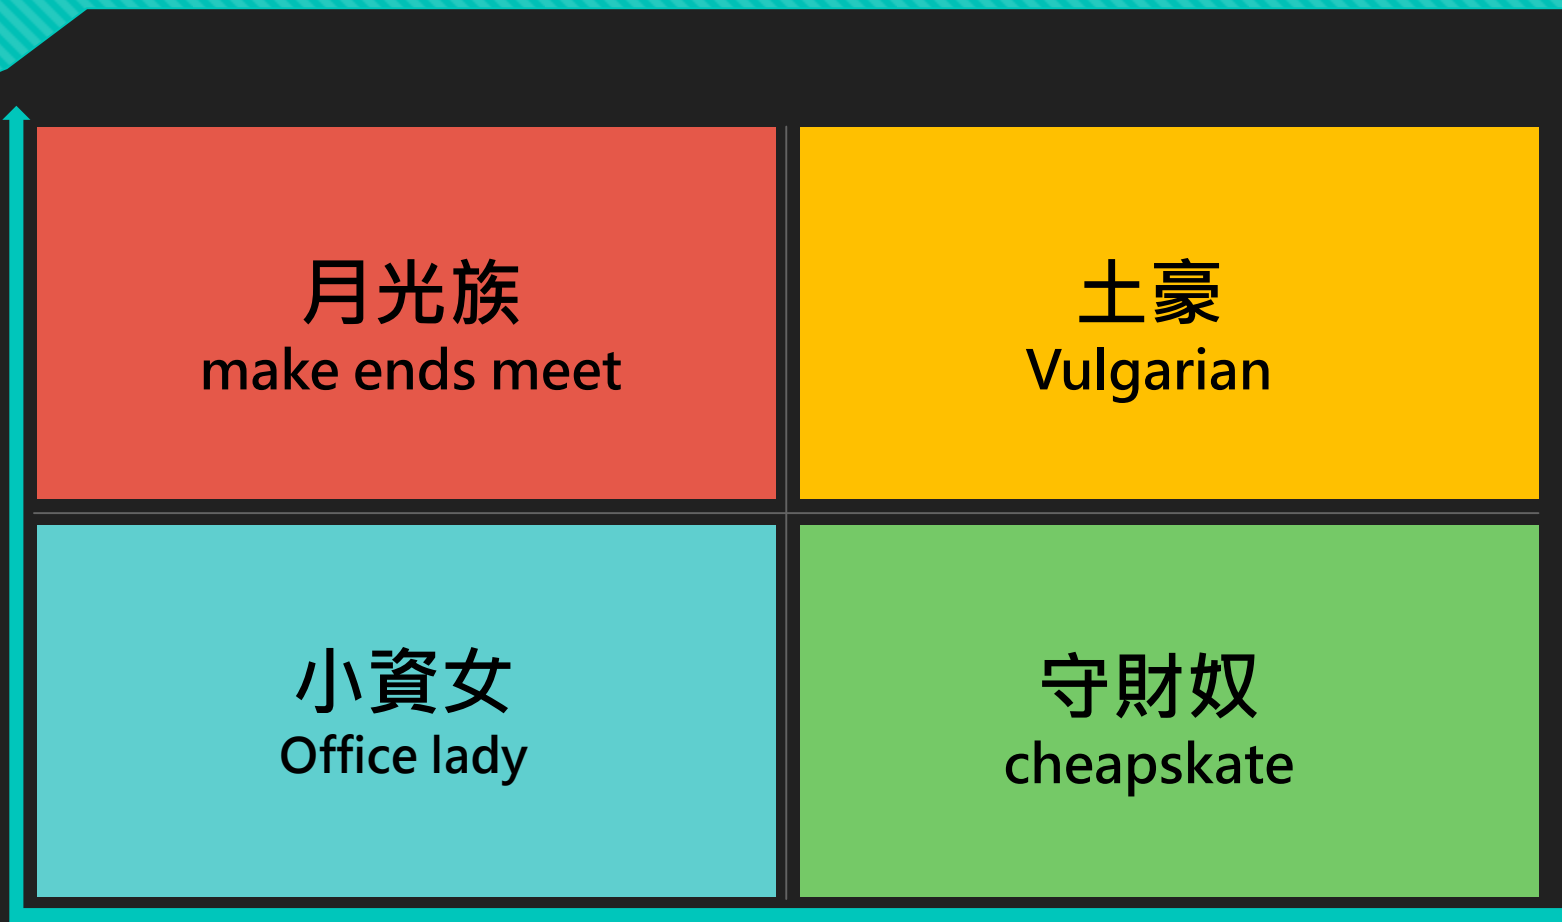 月光族
make ends meet
土豪
Vulgarian
小資女
Office lady
守財奴
cheapskate